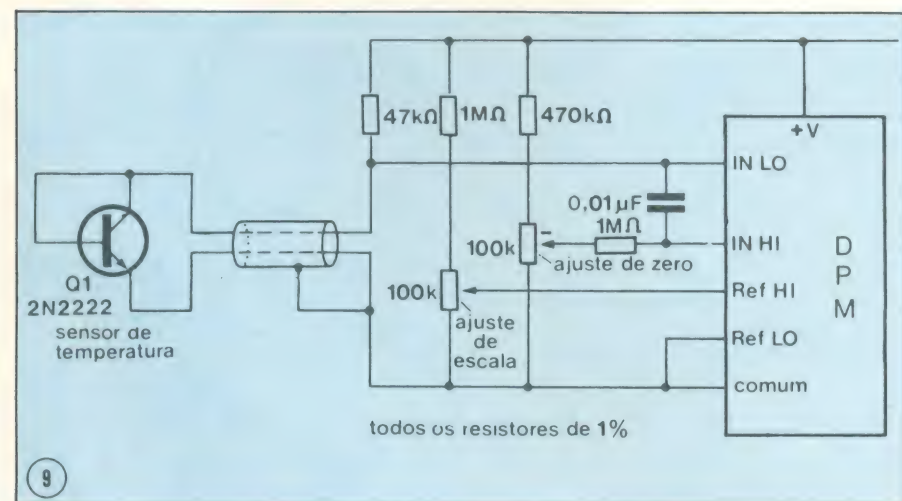 47kΩ
1MΩ
470kΩ
+V
IN LO
0,01µF
1MΩ
IN HI
100k
ajuste de zero
100k
Ref HI
ajuste
de
escala
Ref LO
comum
D
P
M
Q1
2N2222
sensor de
temperatura
todos os resistores de 1%
9